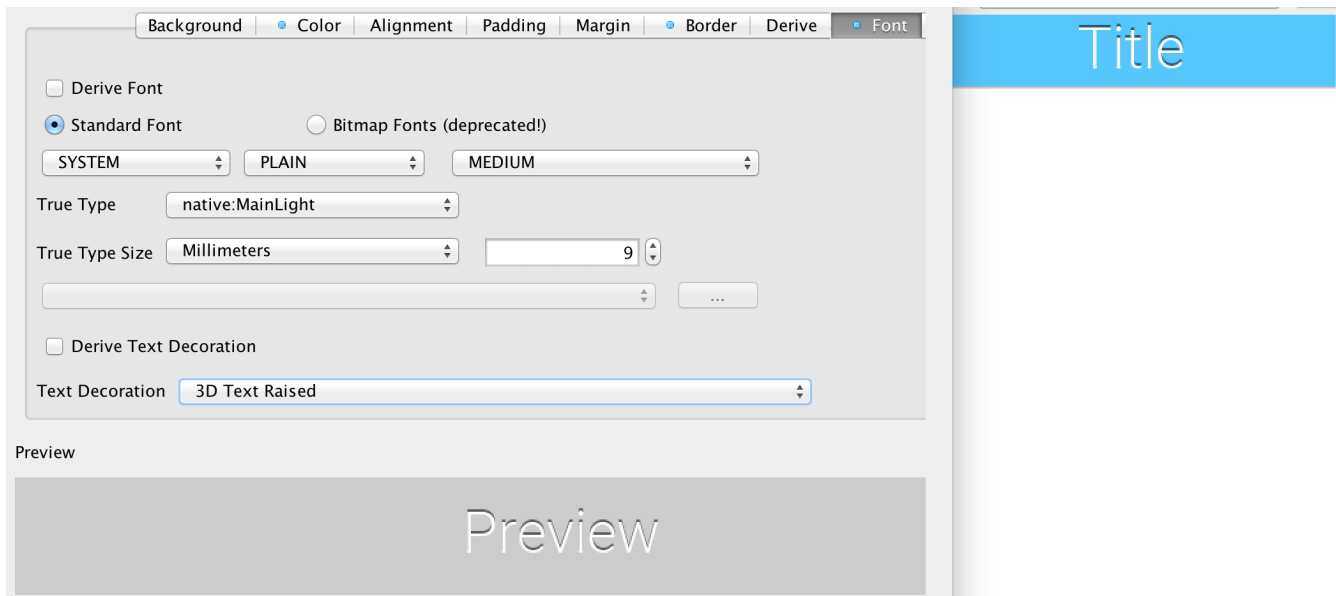 Background Color Alignment Padding Margin Border Derive Font
Title
Derive Font
Standard Font Bitmap Fonts (deprecated!)
SYSTEM PLAIN MEDIUM
True Type native:MainLight
True Type Size Millimeters 9
...
Derive Text Decoration
Text Decoration 3D Text Raised
Preview
Preview